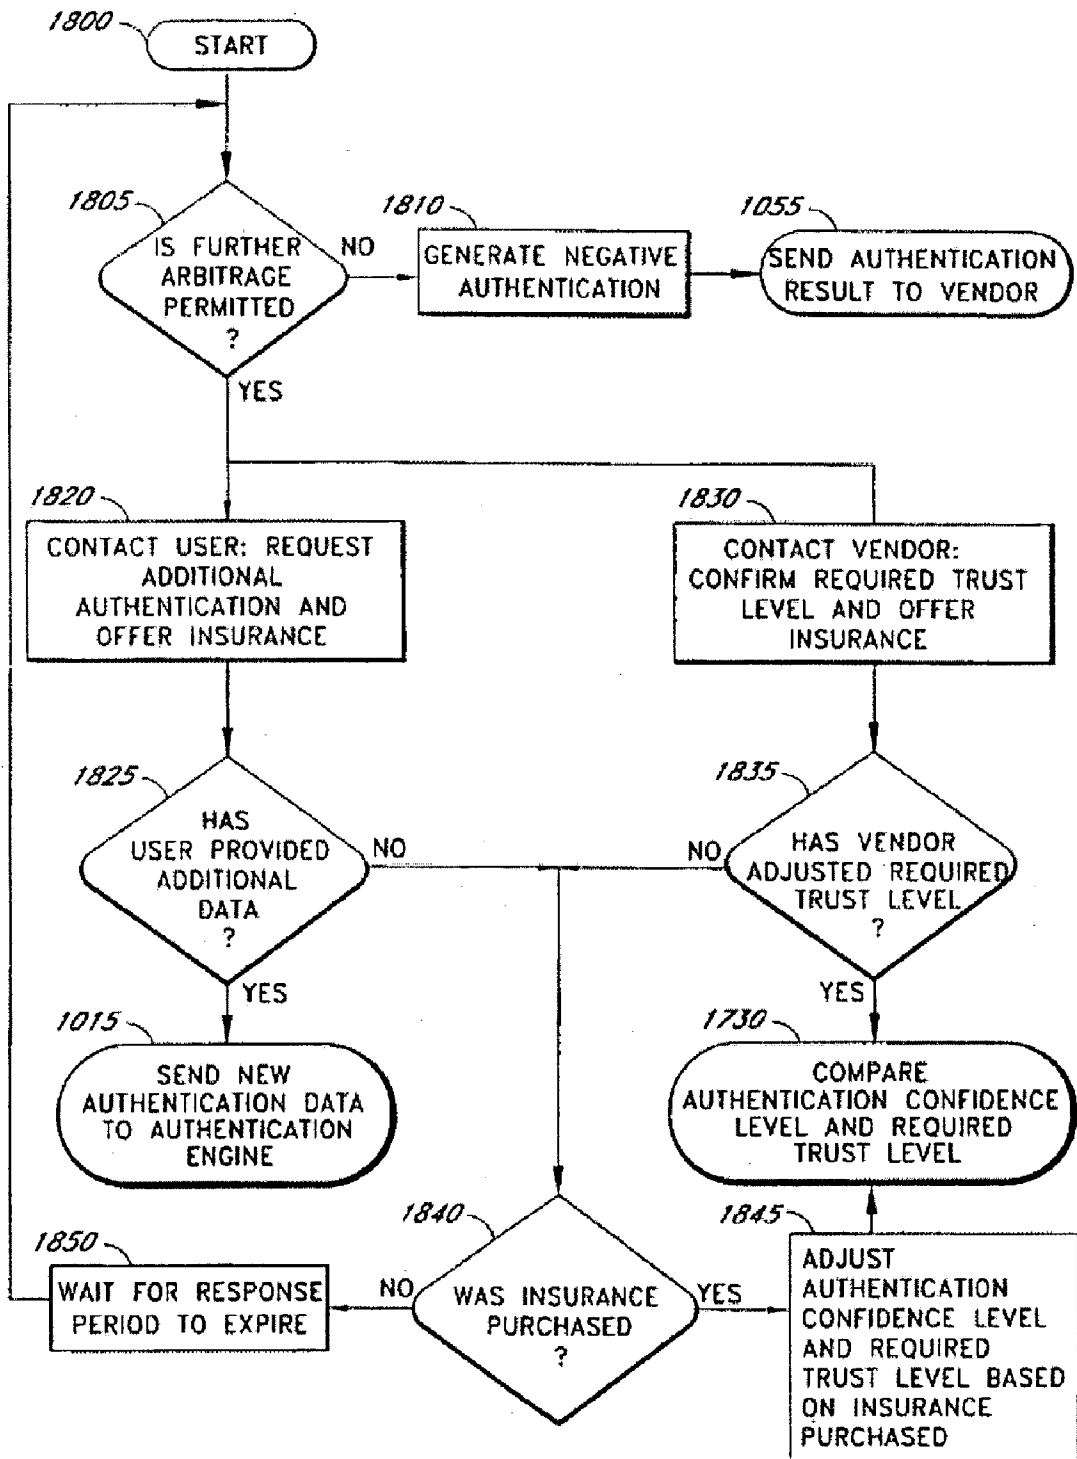 1800
START
1805
IS FURTHER
ARBITRAGE
PERMITTED
?
NO
YES
1810
GENERATE NEGATIVE
AUTHENTICATION
1055
SEND AUTHENTICATION
RESULT TO VENDOR
1820
CONTACT USER: REQUEST
ADDITIONAL
AUTHENTICATION AND
OFFER INSURANCE
1830
CONTACT VENDOR:
CONFIRM REQUIRED TRUST
LEVEL AND OFFER
INSURANCE
1825
HAS
USER PROVIDED
ADDITIONAL
DATA
?
NO
YES
1835
HAS VENDOR
ADJUSTED REQUIRED
TRUST LEVEL
?
NO
YES
1015
SEND NEW
AUTHENTICATION DATA
TO AUTHENTICATION
ENGINE
1730
COMPARE
AUTHENTICATION CONFIDENCE
LEVEL AND REQUIRED
TRUST LEVEL
1850
WAIT FOR RESPONSE
PERIOD TO EXPIRE
1840
NO
WAS INSURANCE
PURCHASED
?
YES
1845
ADJUST
AUTHENTICATION
CONFIDENCE LEVEL
AND REQUIRED
TRUST LEVEL BASED
ON INSURANCE
PURCHASED